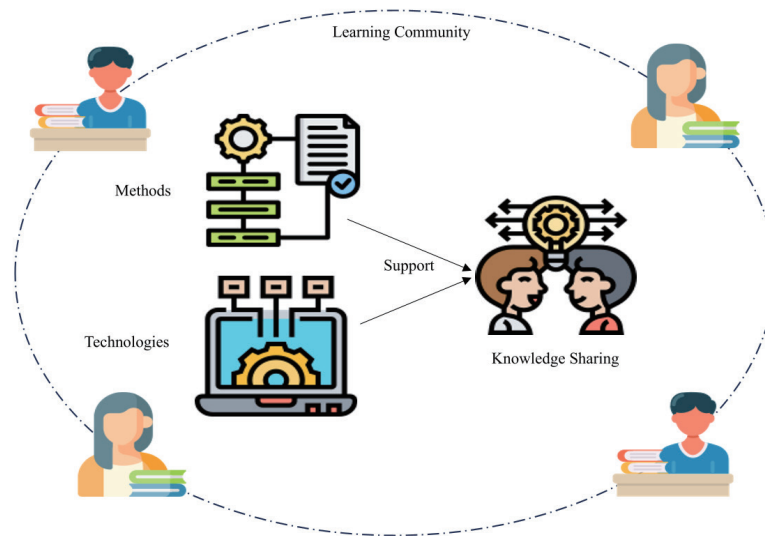 Learning Community
Methods
Support
Technologies
Knowledge Sharing